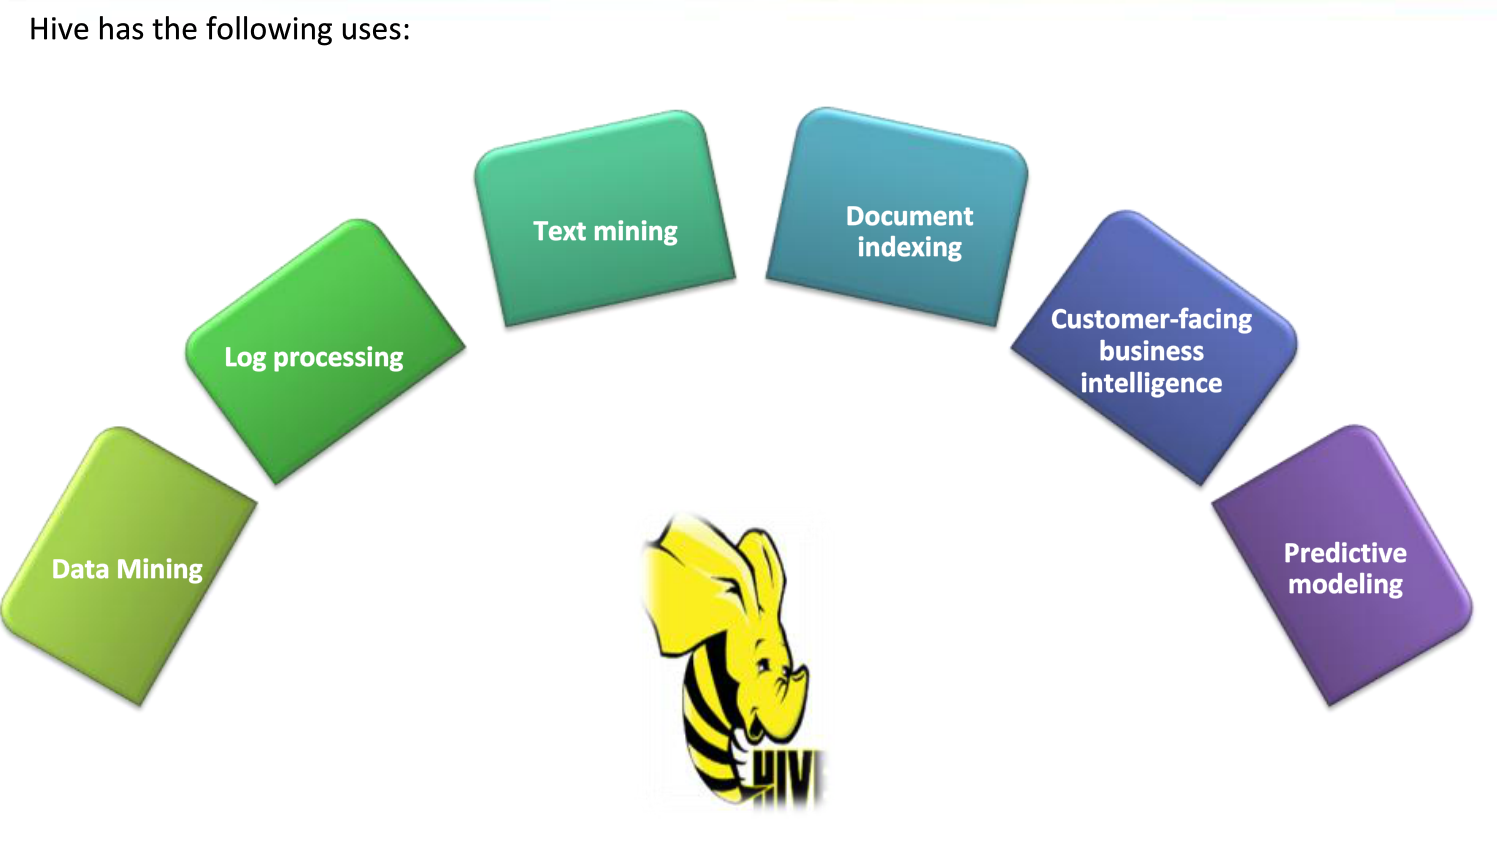 Hive has the following uses:
Text mining
Document
indexing
Log processing
Customer-facing
business
intelligence
Data Mining
Predictive
modeling
HIVE